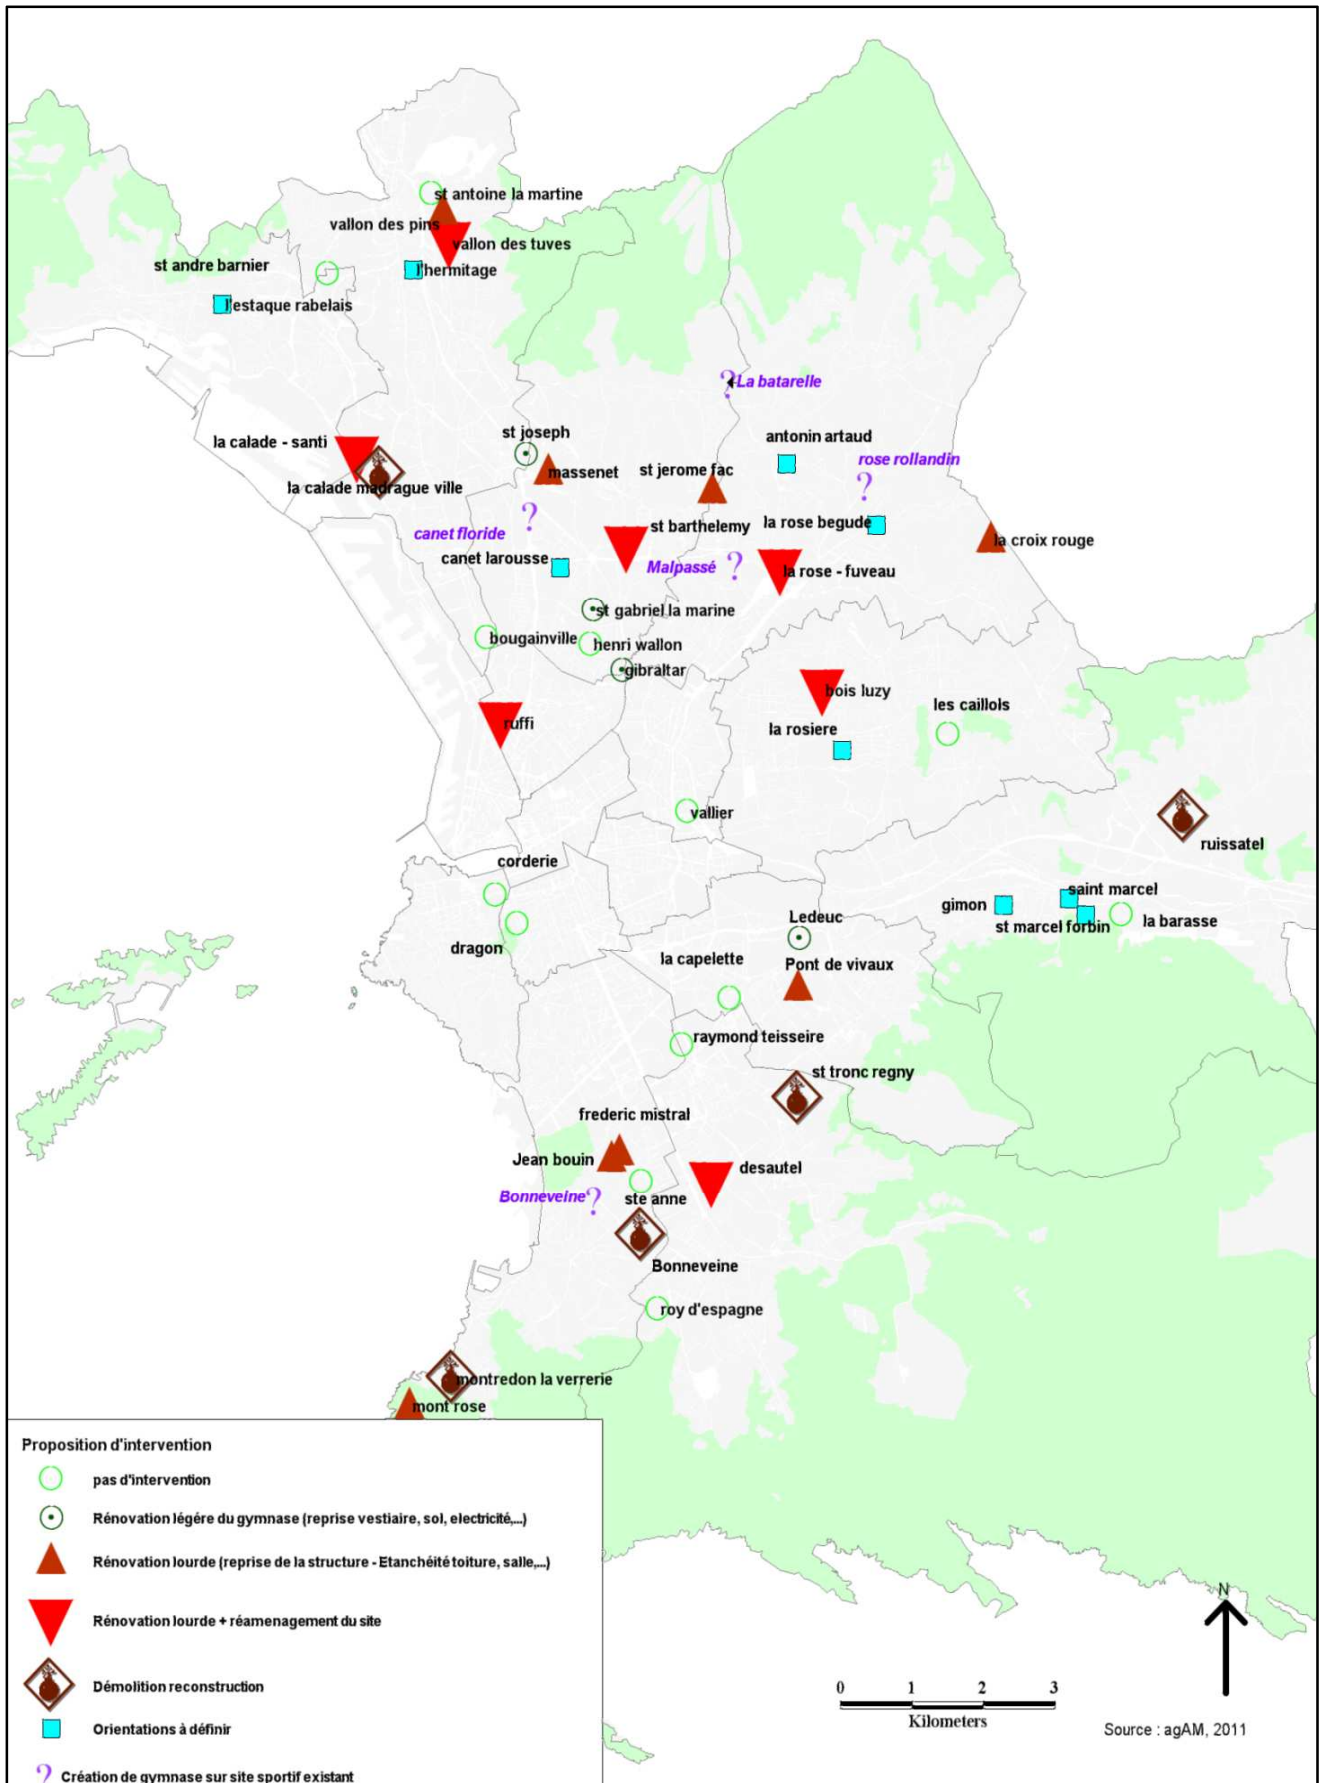 st antoine la martine
vallon des pins
vallon des tuves
st andre barnier
l'hermitage
l'estaque rabelais
?La batarelle
st joseph
antonin artaud
la calade - santi
massenet
st jerome fac
rose rollandin
?
la calade madrague ville
?
st barthelemy
la rose begude
canet floride
la croix rouge
canet larousse
Malpassé ?
la rose - fuveau
st gabriel la marine
bougainville
henri wallon
gibraltar
bois luzy
les caillols
ruffi
la rosiere
vallier
ruissatel
corderie
saint marcel
gimon
Ledeuc
st marcel forbin
la barasse
dragon
la capelette
Pont de vivaux
raymond teisseire
st tronc regny
frederic mistral
Jean bouin
desautel
Bonneveine?
ste anne
Bonneveine
roy d'espagne
montredon la verrerie
mont rose
Proposition d'intervention
pas d'intervention
Rénovation légére du gymnase (reprise vestiaire, sol, electricité,...)
Rénovation lourde (reprise de la structure - Etanchéité toiture, salle,...)
Rénovation lourde + réamenagement du site
Démolition reconstruction
Orientations à définir
? Création de gymnase sur site sportif existant
N
0 1 2 3
Kilometers
Source : agAM, 2011